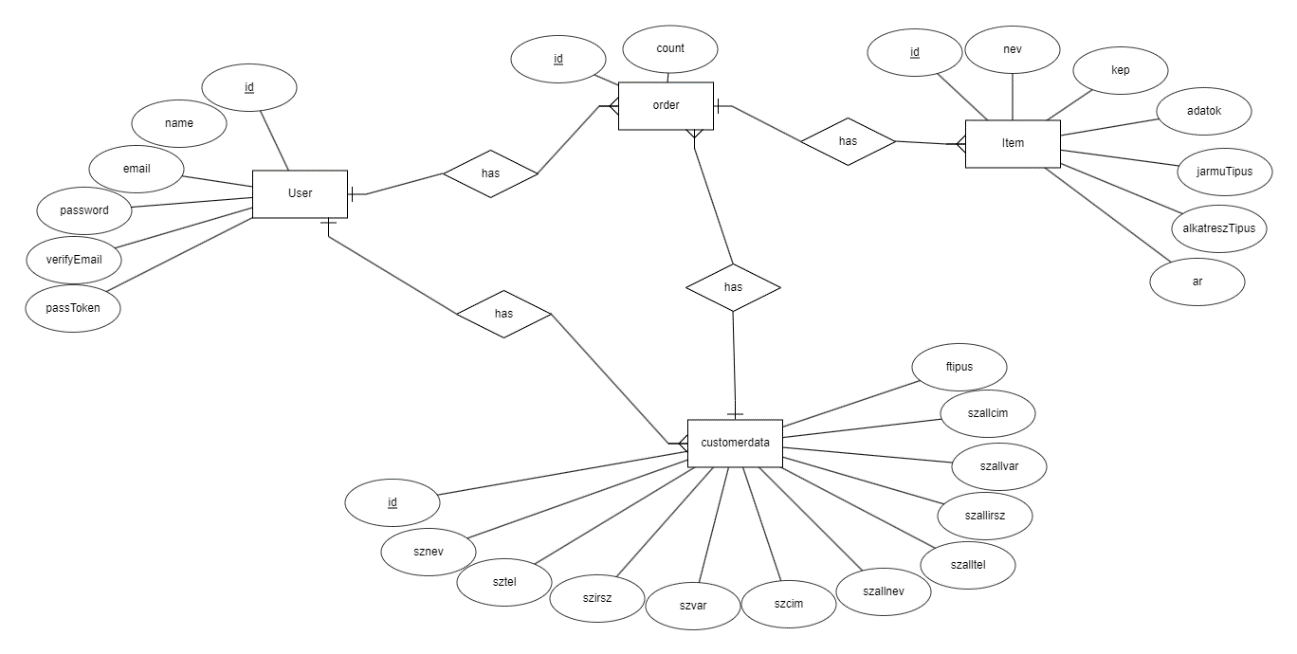 id
count
id
nev
kep
id
name
order
adatok
has
Item
email
has
jarmuTipus
User
password
alkatreszTipus
verifyEmail
ar
has
passToken
has
ftipus
szallcim
customerdata
szallvar
id
szallirsz
sznev
szalltel
sztel
szirsz
szvar
szcim
szallnev